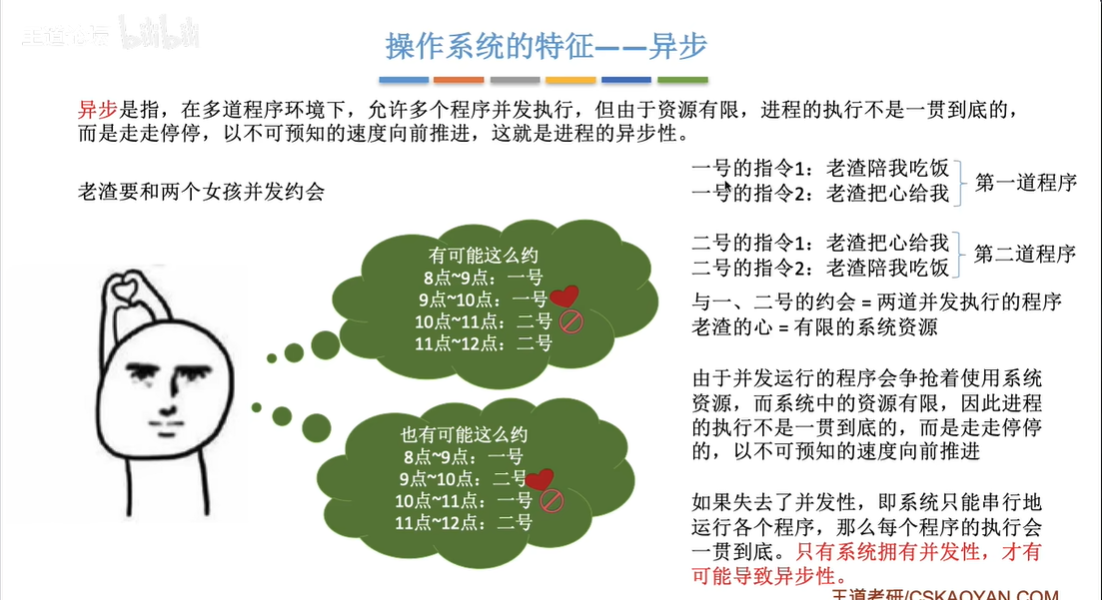 操作系统的特征——异步
异步是指，在多道程序环境下，允许多个程序并发执行，但由于资源有限，进程的执行不是一贯到底的，
而是走走停停，以不可预知的速度向前推进，这就是进程的异步性。
老渣要和两个女孩并发约会
有可能这么约
8点~9点：一号
9点~10点：一号
10点~11点：二号
11点~12点：二号
也有可能这么约
8点~9点：一号
9点~10点：二号
10点~11点：一号
11点~12点：二号
一号的指令1：老渣陪我吃饭
一号的指令2：老渣把心给我
第一道程序
二号的指令1：老渣把心给我
二号的指令2：老渣陪我吃饭
第二道程序
与一、二号的约会 = 两道并发执行的程序
老渣的心 = 有限的系统资源
由于并发运行的程序会争抢着使用系统
资源，而系统中的资源有限，因此进程
的执行不是一贯到底的，而是走走停停
的，以不可预知的速度向前推进
如果失去了并发性，即系统只能串行地
运行各个程序，那么每个程序的执行会
一贯到底。只有系统拥有并发性，才有
可能导致异步性。
王道考研/CSKAOYAN.COM
bilibili